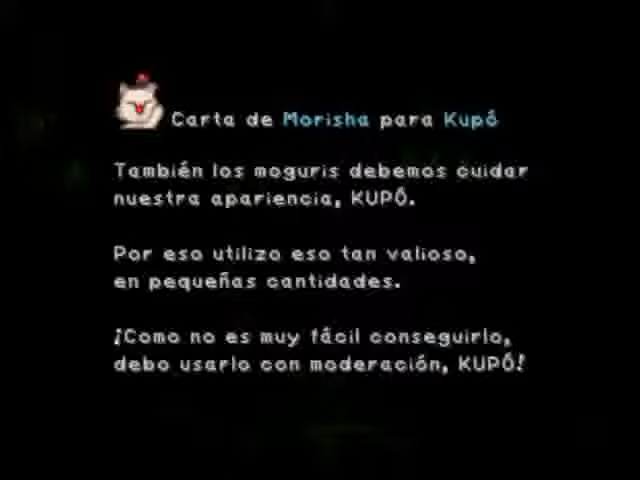 Carta de Morisha para Kupó
También los moguris debemos cuidar
nuestra apariencia, KUPÓ.
Por eso utilizo eso tan valioso,
en pequeñas cantidades.
¡Como no es muy fácil conseguirlo,
debo usarlo con moderación, KUPÓ!